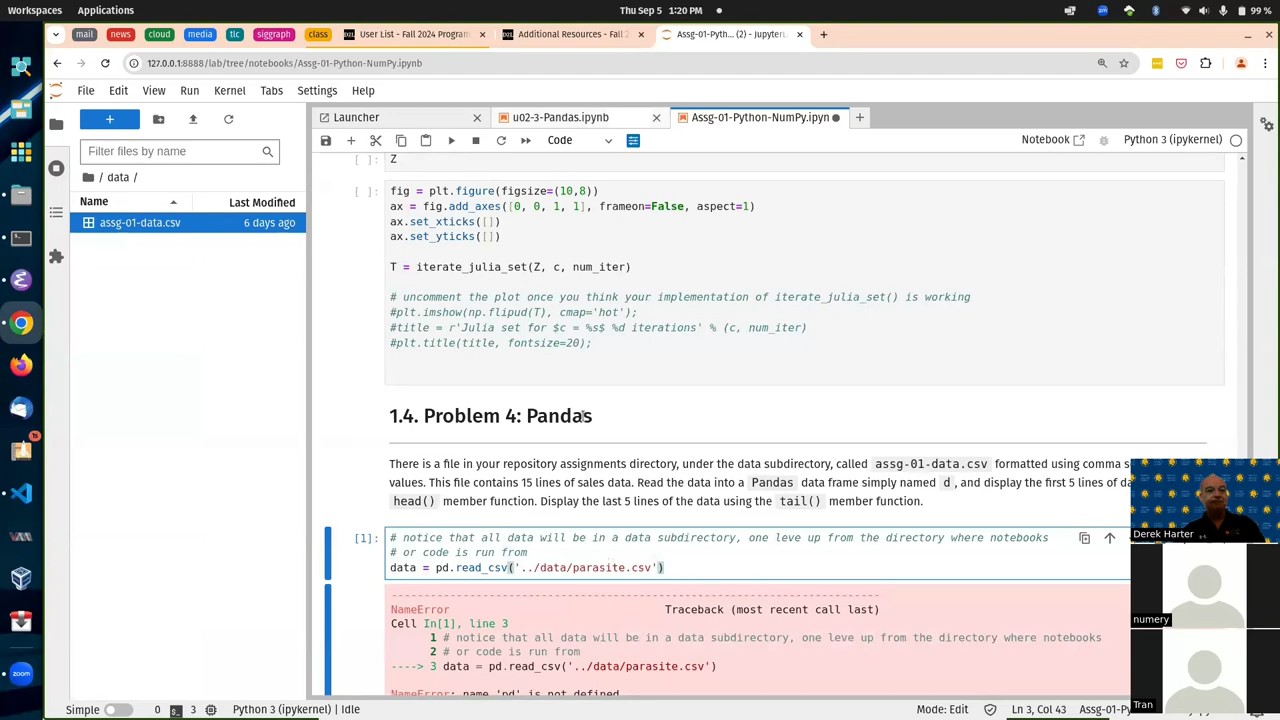 Workspaces
Applications
Thu Sep 5 1:20 PM
99 %
mail
news
cloud
media
tlc
siggraph
class
User List - Fall 2024 Program
Additional Resources - Fall 2
Assg-01-Pyth... (2) - JupyterL
127.0.0.1:8888/lab/tree/notebooks/Assg-01-Python-NumPy.ipynb
File Edit View Run Kernel Tabs Settings Help
Launcher
u02-3-Pandas.ipynb
Assg-01-Python-NumPy.ipyn
Code
Notebook
Python 3 (ipykernel)
Filter files by name
/ data /
Name
Last Modified
assg-01-data.csv
6 days ago
[ ]: Z
[ ]: fig = plt.figure(figsize=(10,8))
ax = fig.add_axes([0, 0, 1, 1], frameon=False, aspect=1)
ax.set_xticks([])
ax.set_yticks([])
T = iterate_julia_set(Z, c, num_iter)
# uncomment the plot once you think your implementation of iterate_julia_set() is working
#plt.imshow(np.flipud(T), cmap='hot');
#title = r'Julia set for $c = %s$ %d iterations' % (c, num_iter)
#plt.title(title, fontsize=20);
1.4. Problem 4: Pandas
There is a file in your repository assignments directory, under the data subdirectory, called assg-01-data.csv formatted using comma s
values. This file contains 15 lines of sales data. Read the data into a Pandas data frame simply named d, and display the first 5 lines of d
head() member function. Display the last 5 lines of the data using the tail() member function.
[1]: # notice that all data will be in a data subdirectory, one leve up from the directory where notebooks
# or code is run from
data = pd.read_csv('../data/parasite.csv')
---------------------------------------------------------------------------
NameError Traceback (most recent call last)
Cell In[1], line 3
1 # notice that all data will be in a data subdirectory, one leve up from the directory where notebooks
2 # or code is run from
----> 3 data = pd.read_csv('../data/parasite.csv')
NameError: name 'pd' is not defined
Derek Harter
numery
Tran
15
zoom
Simple
0
3
Python 3 (ipykernel) | Idle
Mode: Edit
Ln 3, Col 43